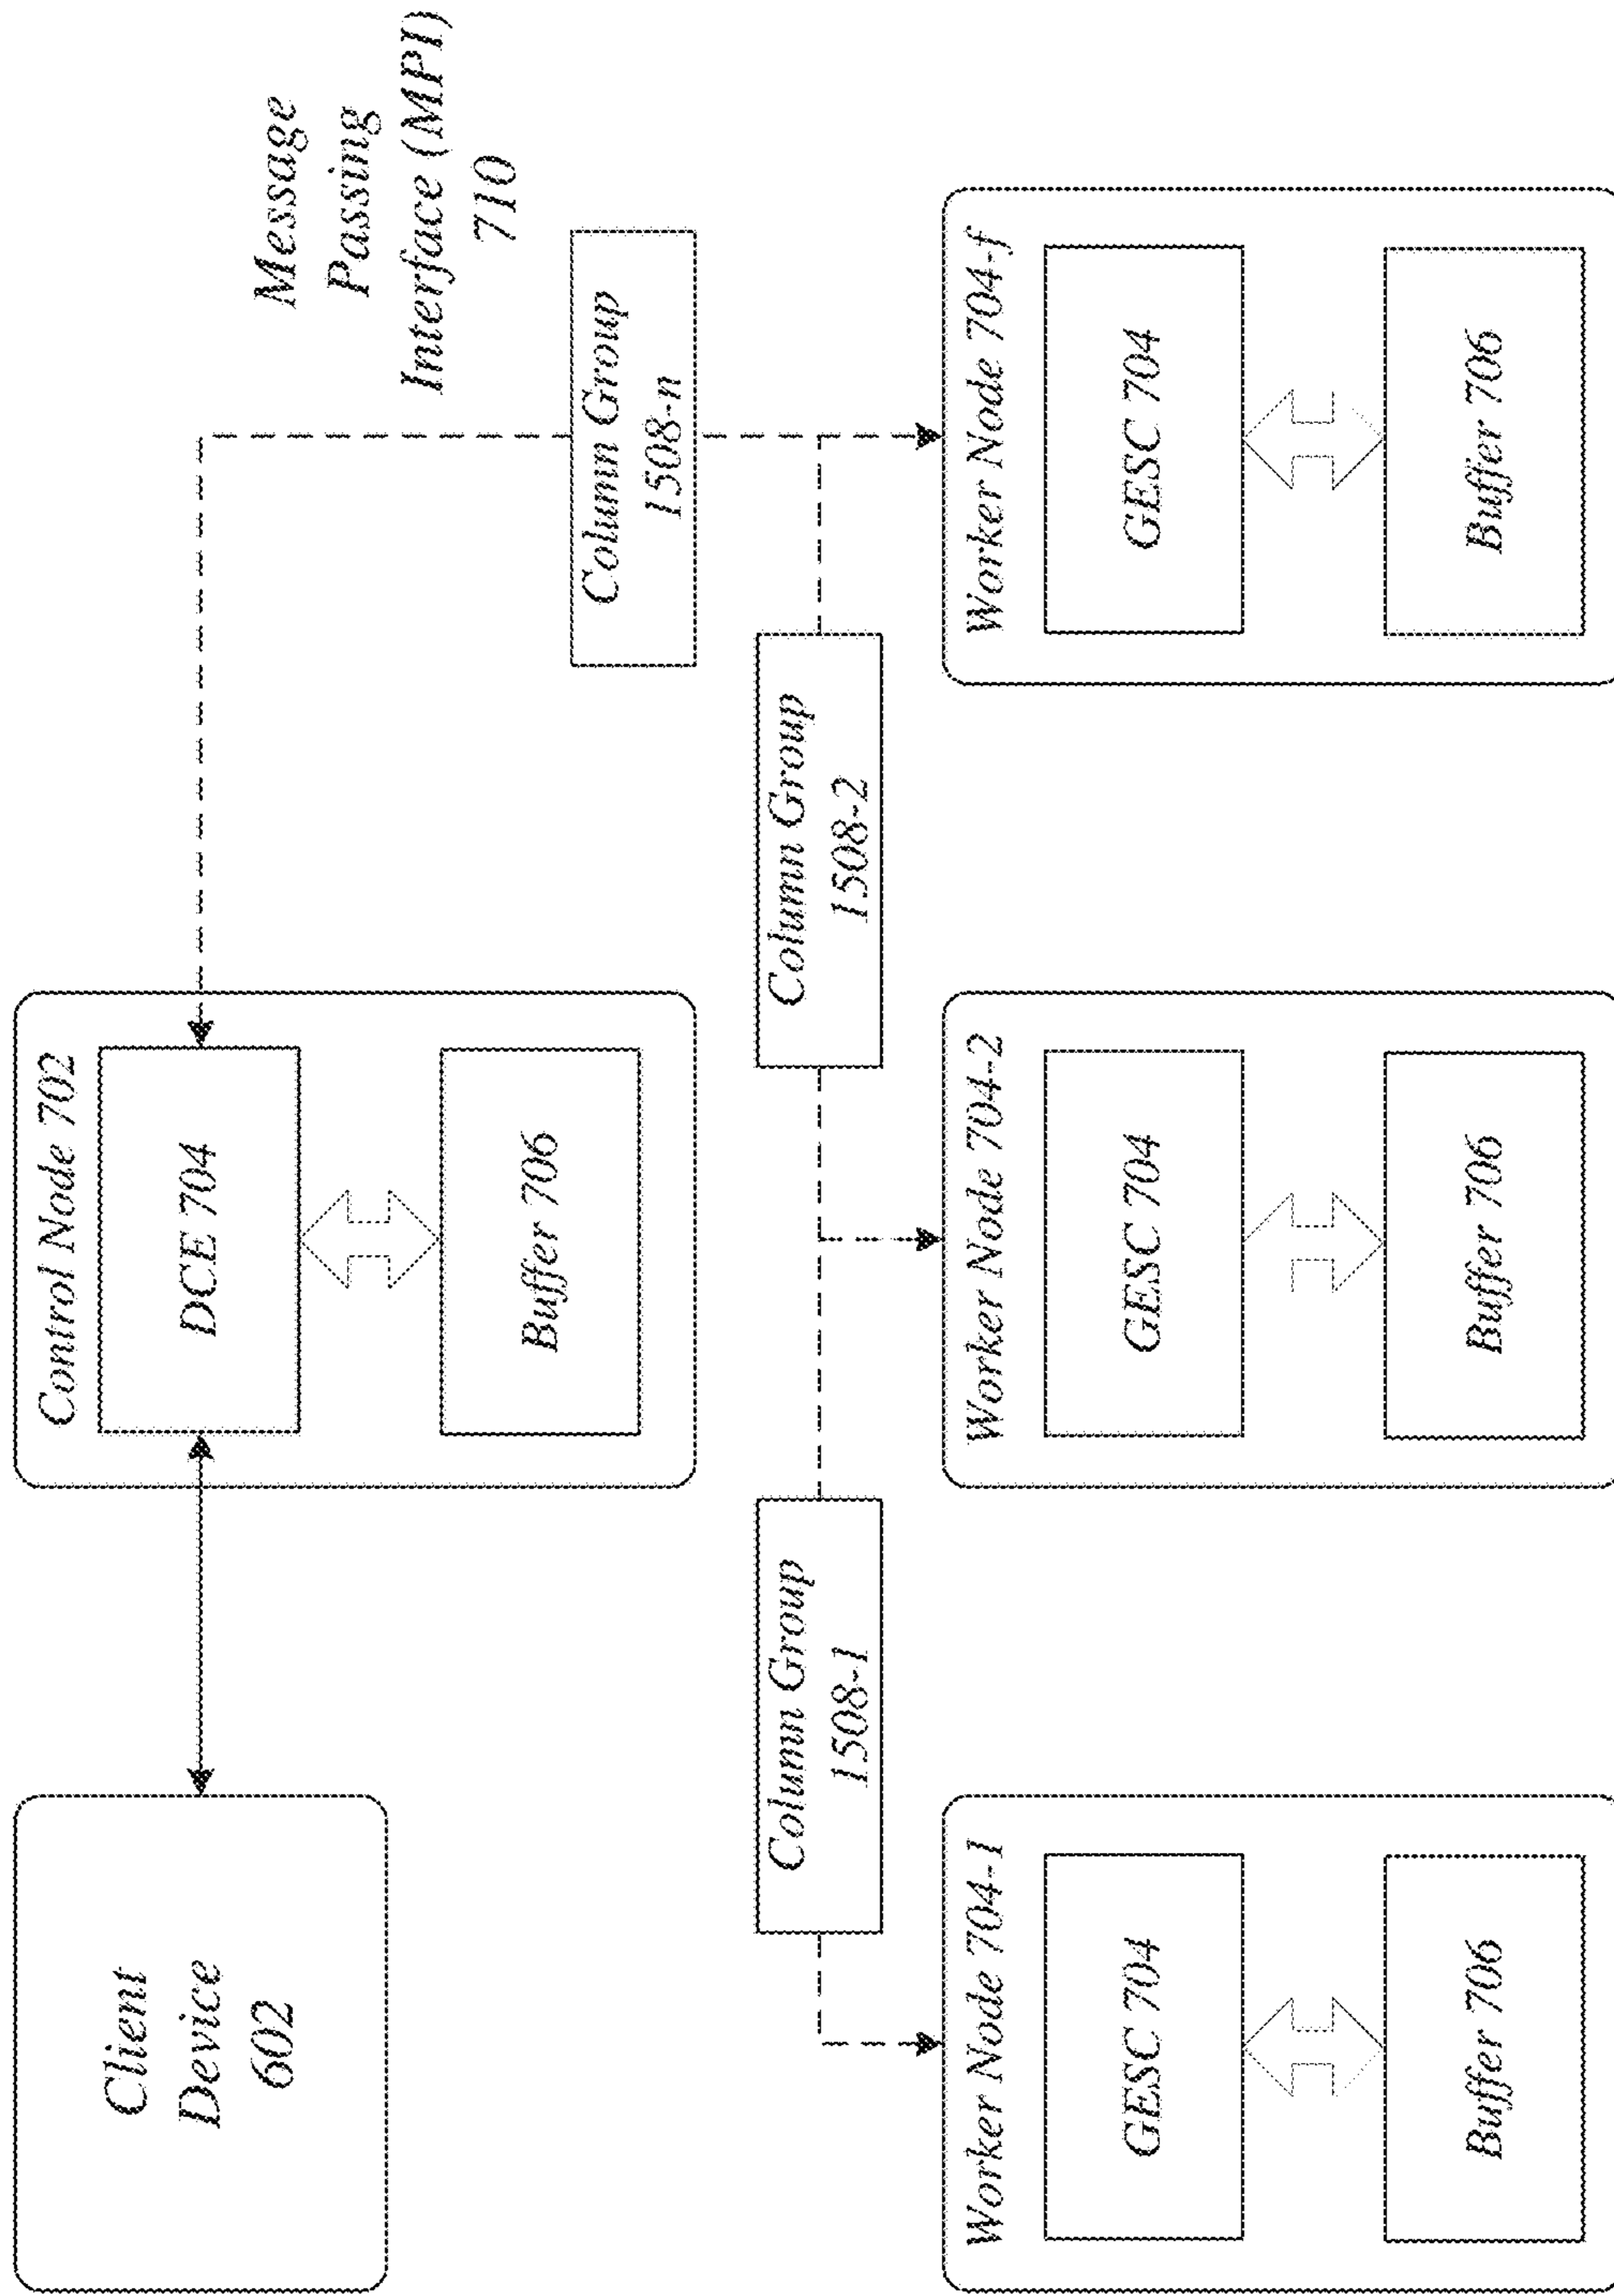 Client
Device
602
Control Node 702
DCE 704
Buffer 706
Message
Passing
Interface (MPI)
710
Column Group
1508-n
Column Group
1508-1
Column Group
1508-2
Worker Node 704-1
GESC 704
Buffer 706
Worker Node 704-2
GESC 704
Buffer 706
Worker Node 704-f
GESC 704
Buffer 706